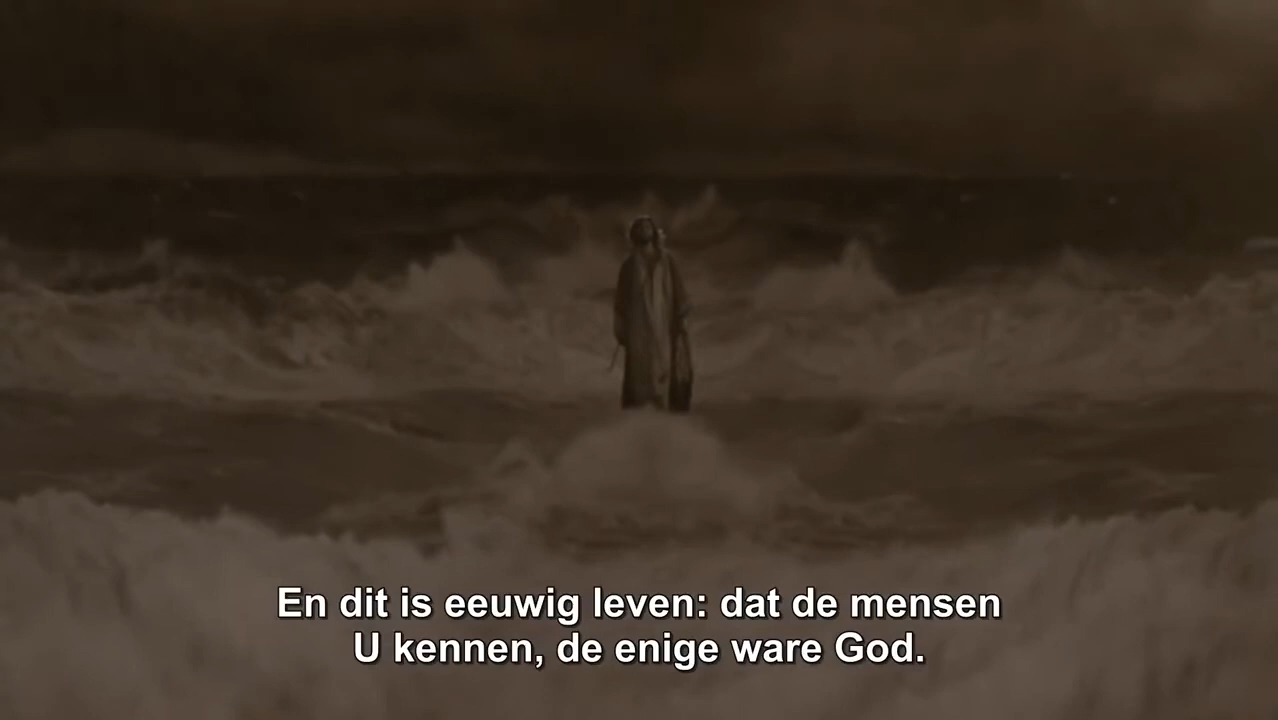 En dit is eeuwig leven: dat de mensen
U kennen, de enige ware God.